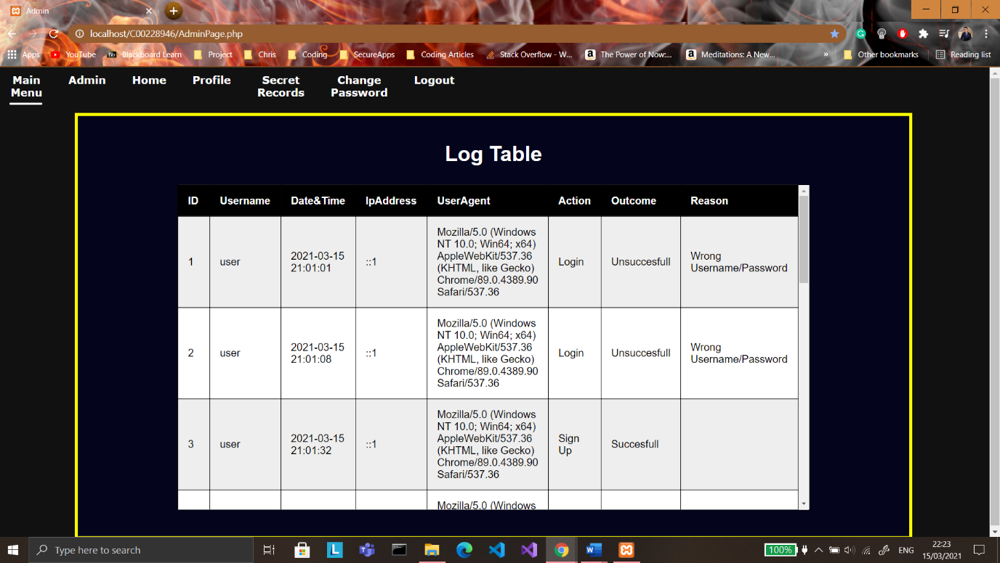 Admin
localhost/C00228946/AdminPage.php
Apps YouTube Bb Blackboard Learn Project Chris Coding SecureApps Coding Articles Stack Overflow - W... The Power of Now:... Meditations: A New... » Other bookmarks Reading list
Main Menu Admin Home Profile Secret Records Change Password Logout
Log Table
ID Username Date&Time IpAddress UserAgent Action Outcome Reason
1 user 2021-03-15 21:01:01 ::1 Mozilla/5.0 (Windows NT 10.0; Win64; x64) AppleWebKit/537.36 (KHTML, like Gecko) Chrome/89.0.4389.90 Safari/537.36 Login Unsuccesfull Wrong Username/Password
2 user 2021-03-15 21:01:08 ::1 Mozilla/5.0 (Windows NT 10.0; Win64; x64) AppleWebKit/537.36 (KHTML, like Gecko) Chrome/89.0.4389.90 Safari/537.36 Login Unsuccesfull Wrong Username/Password
3 user 2021-03-15 21:01:32 ::1 Mozilla/5.0 (Windows NT 10.0; Win64; x64) AppleWebKit/537.36 (KHTML, like Gecko) Chrome/89.0.4389.90 Safari/537.36 Sign Up Succesfull
Mozilla/5.0 (Windows
Type here to search
100%
ENG
22:23
15/03/2021